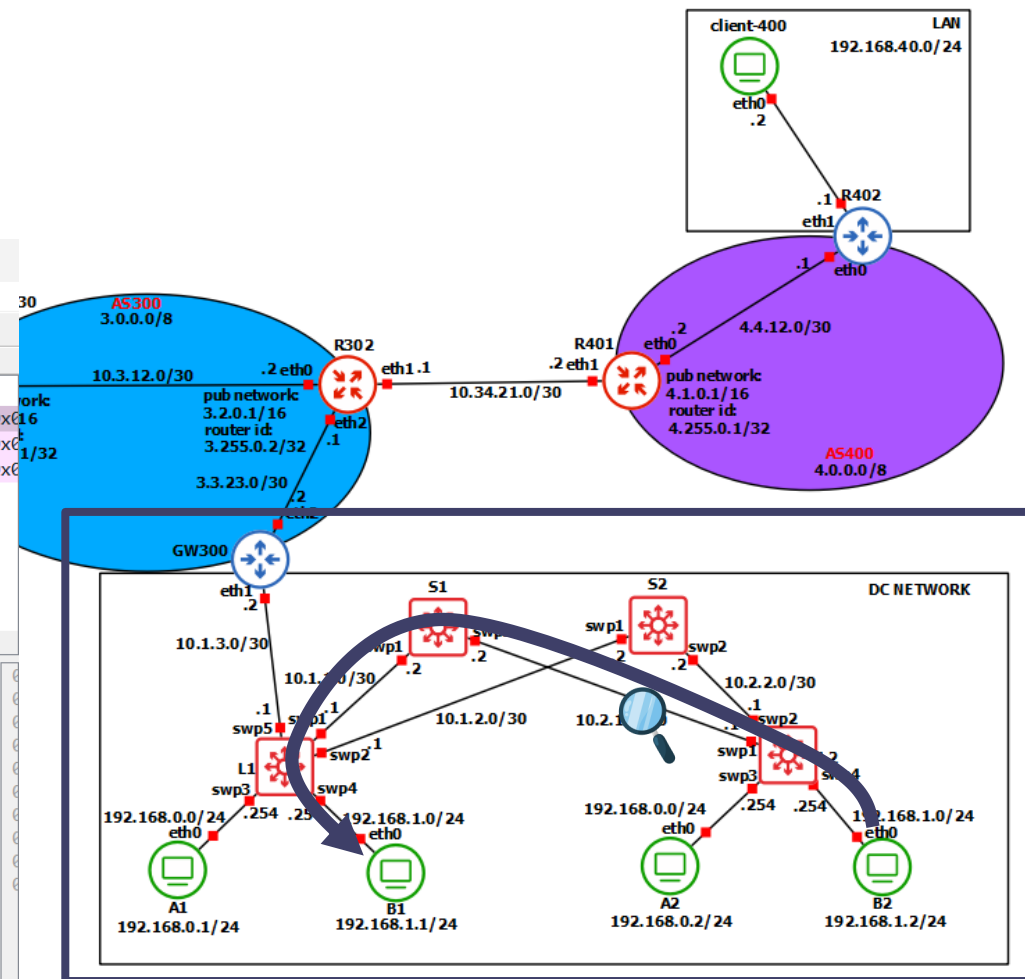 client-400
LAN
192.168.40.0/24
eth0
.2
.1
R402
eth1
.1
eth0
30
AS300
3.0.0.0/8
R302
.2
eth0
4.4.12.0/30
R401
.2 eth0
eth1 .1
.2 eth1
10.3.12.0/30
10.34.21.0/30
pub network:
3.2.0.1/16
router id:
3.255.0.2/32
pub network:
4.1.0.1/16
router id:
4.255.0.1/32
16
1/32
eth2
.1
AS400
4.0.0.0/8
3.3.23.0/30
.2
eth2
GW300
eth1
.2
S1
S2
DC NETWORK
swp1
.2
swp1
swp2
.2
.2
10.1.3.0/30
10.2.2.0/30
10.1.2.0/30
.1
swp5
.1
swp1
.1
swp2
.1
swp2
swp1
L1
swp3
swp4
swp3
.254
.254
.254
192.168.0.0/24
192.168.1.0/24
192.168.0.0/24
192.168.1.0/24
eth0
eth0
eth0
eth0
A1
192.168.0.1/24
B1
192.168.1.1/24
A2
192.168.0.2/24
B2
192.168.1.2/24